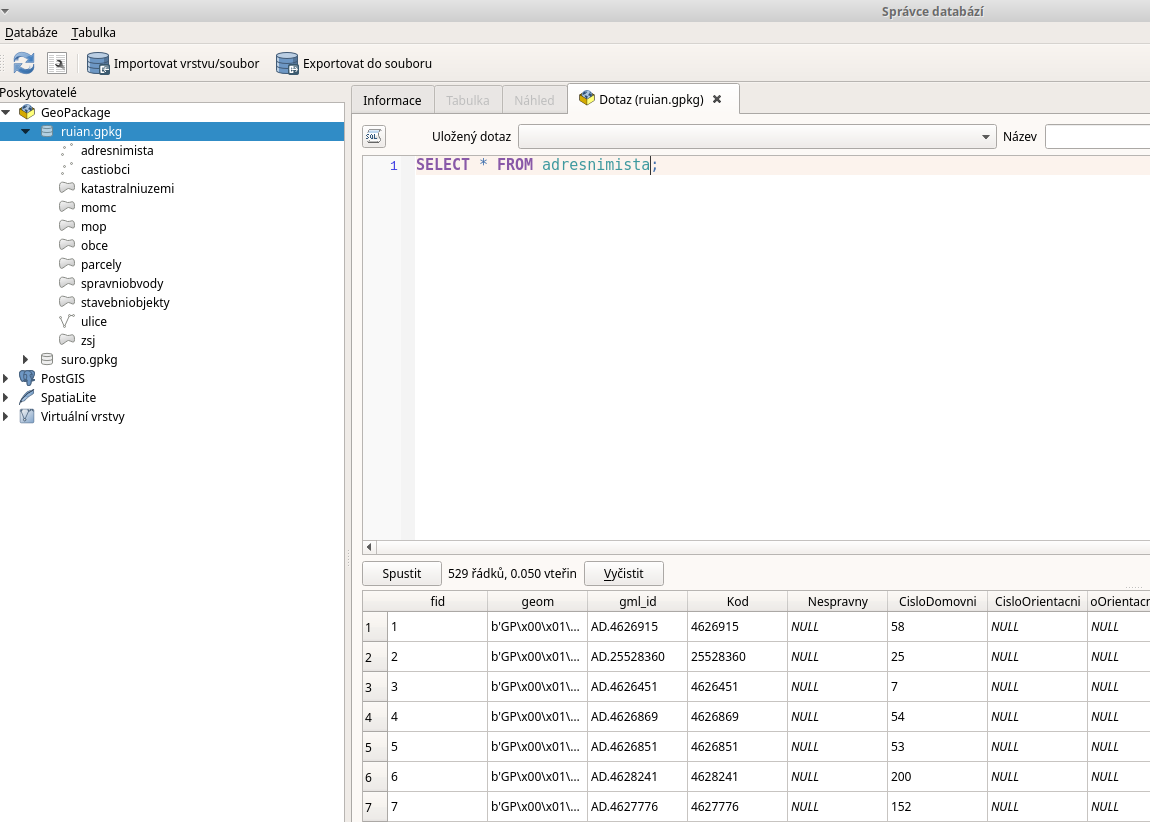 Správce databází
Databáze Tabulka
Importovat vrstvu/soubor Exportovat do souboru
Poskytovatelé
GeoPackage
ruian.gpkg
adresnimista
castiobci
katastralniuzemi
momc
mop
obce
parcely
spravniobvody
stavebniobjekty
ulice
zsj
suro.gpkg
PostGIS
SpatiaLite
Virtuální vrstvy
Informace Tabulka Náhled Dotaz (ruian.gpkg)
SQL Uložený dotaz Název
1 SELECT * FROM adresnimista;
Spustit 529 řádků, 0.050 vteřin Vyčistit
fid geom gml_id Kod Nespravny CisloDomovni CisloOrientacni oOrientacn
1 1 b'GP\x00\x01\... AD.4626915 4626915 NULL 58 NULL NULL
2 2 b'GP\x00\x01\... AD.25528360 25528360 NULL 25 NULL NULL
3 3 b'GP\x00\x01\... AD.4626451 4626451 NULL 7 NULL NULL
4 4 b'GP\x00\x01\... AD.4626869 4626869 NULL 54 NULL NULL
5 5 b'GP\x00\x01\... AD.4626851 4626851 NULL 53 NULL NULL
6 6 b'GP\x00\x01\... AD.4628241 4628241 NULL 200 NULL NULL
7 7 b'GP\x00\x01\... AD.4627776 4627776 NULL 152 NULL NULL